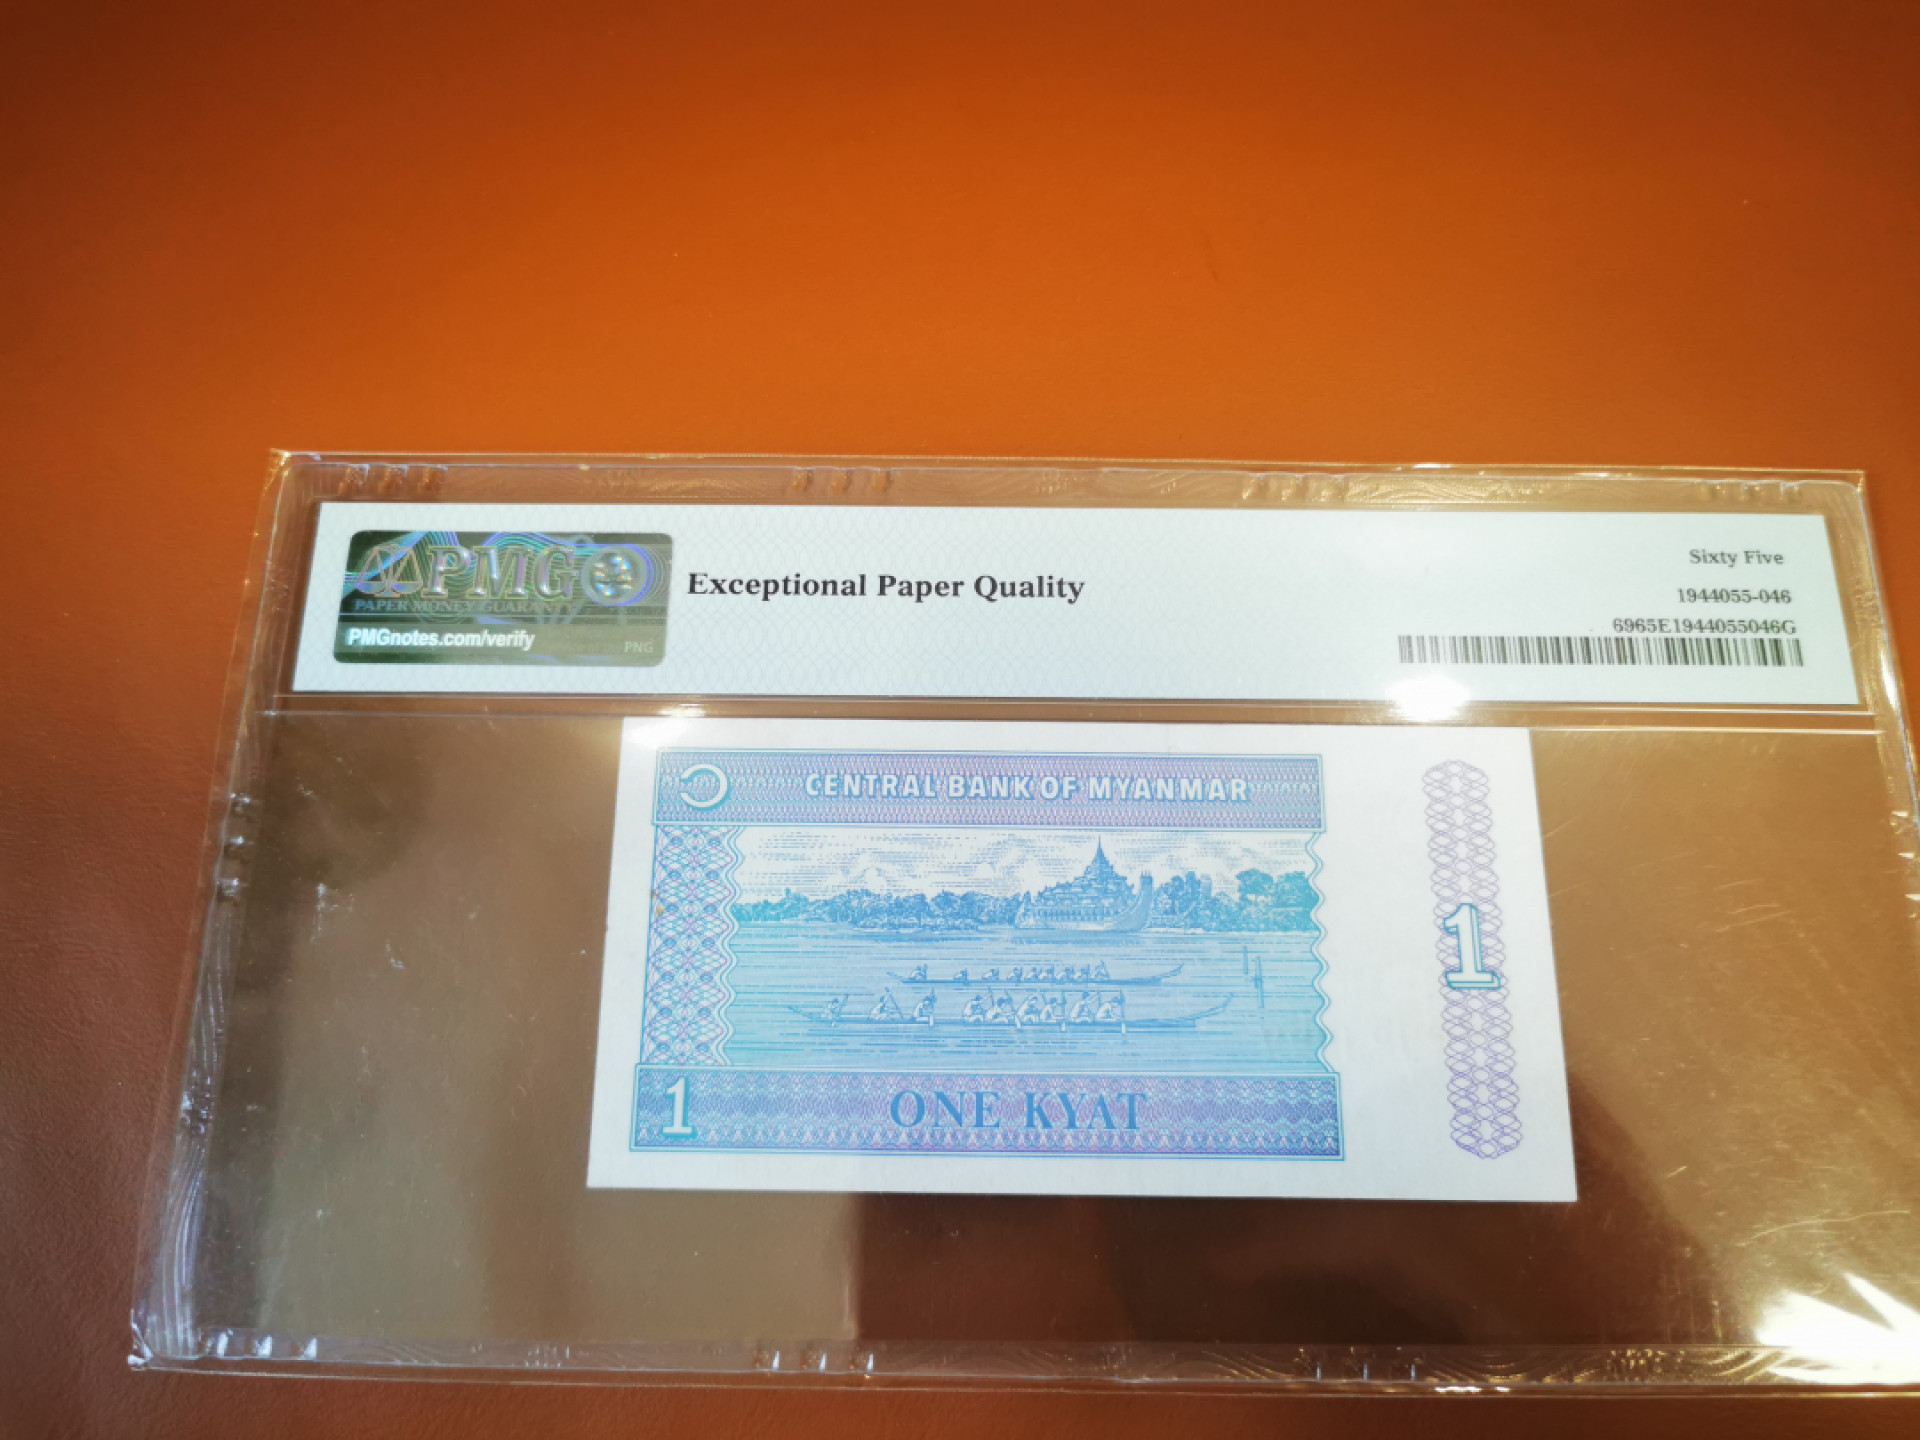 PMG
PAPER MONEY GUARANTY
PMGnotes.com/verify
PNG
Exceptional Paper Quality
Sixty Five
1944055-046
6965E1944055046G
CENTRAL BANK OF MYANMAR
1
1
ONE KYAT